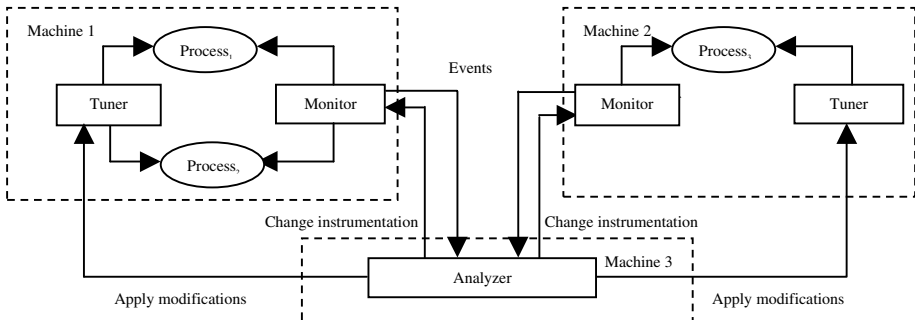 Machine 1
Process₁
Tuner
Monitor
Process₂
Events
Machine 2
Process₃
Monitor
Tuner
Change instrumentation
Change instrumentation
Machine 3
Analyzer
Apply modifications
Apply modifications